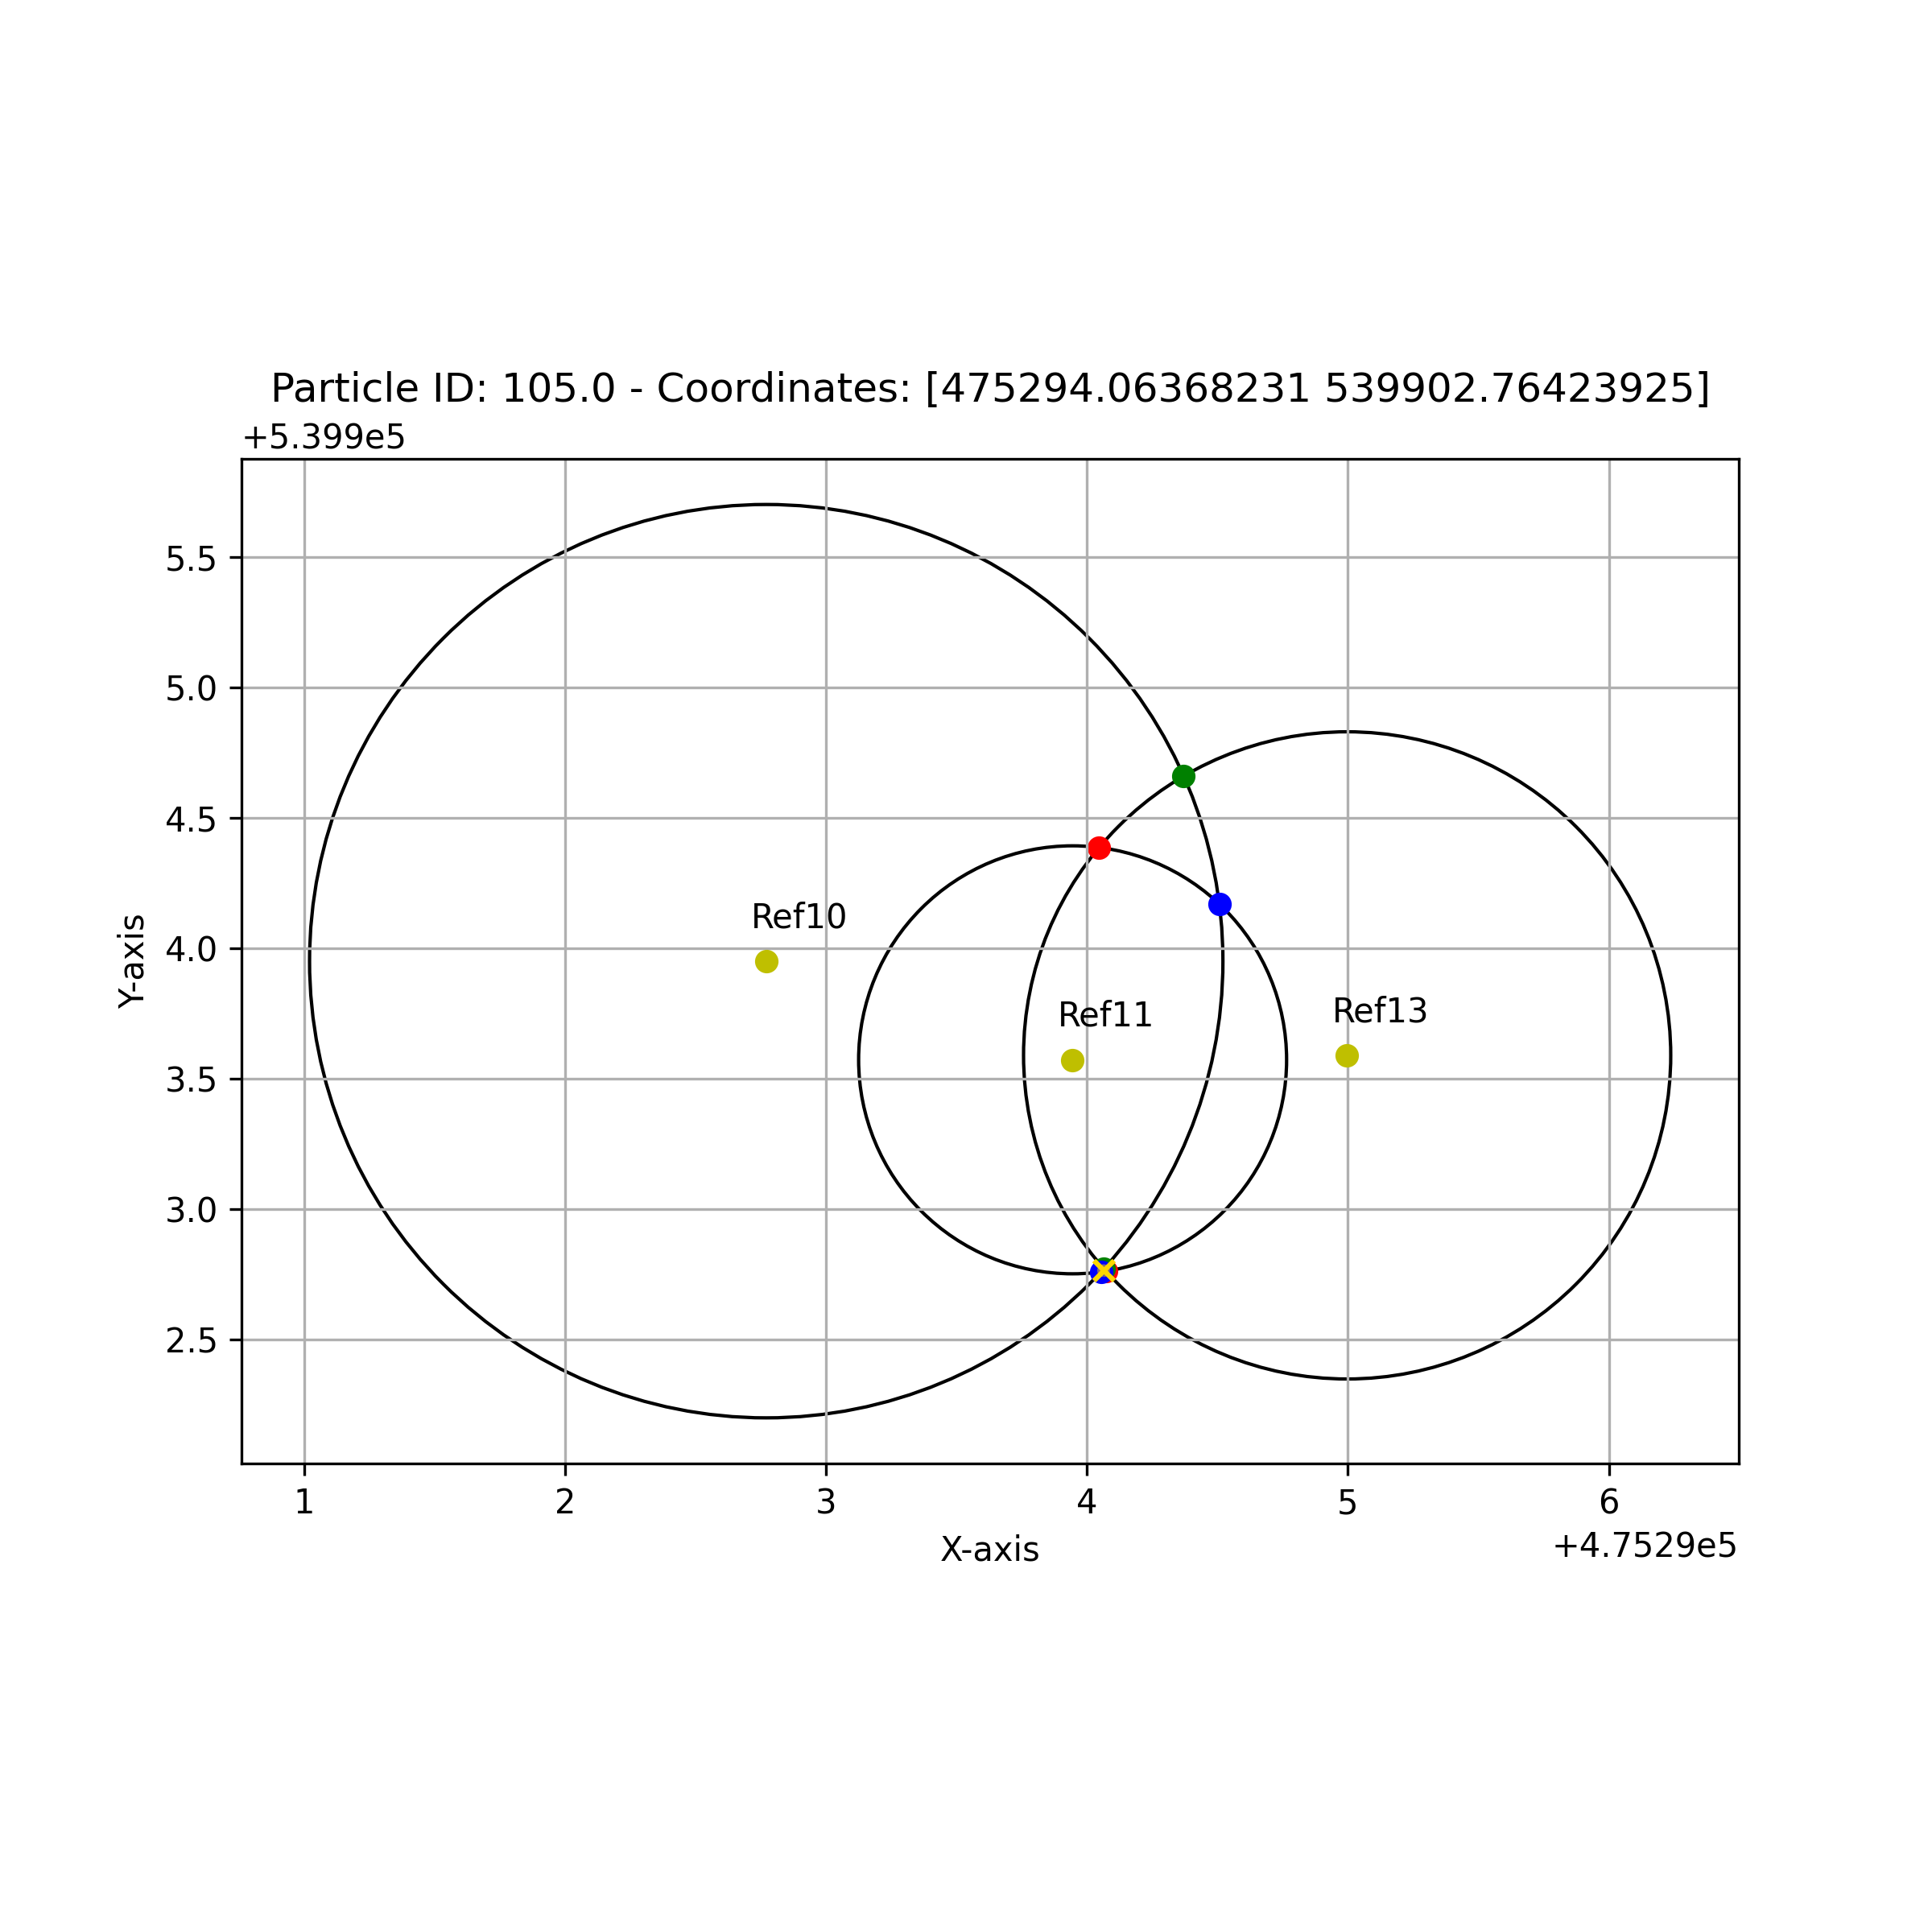 Particle ID: 105.0 - Coordinates: [475294.06368231 539902.76423925]
+5.399e5
5.5
5.0
4.5
4.0
3.5
3.0
2.5
Y-axis
Ref10
Ref11
Ref13
1 2 3 4 5 6
X-axis
+4.7529e5